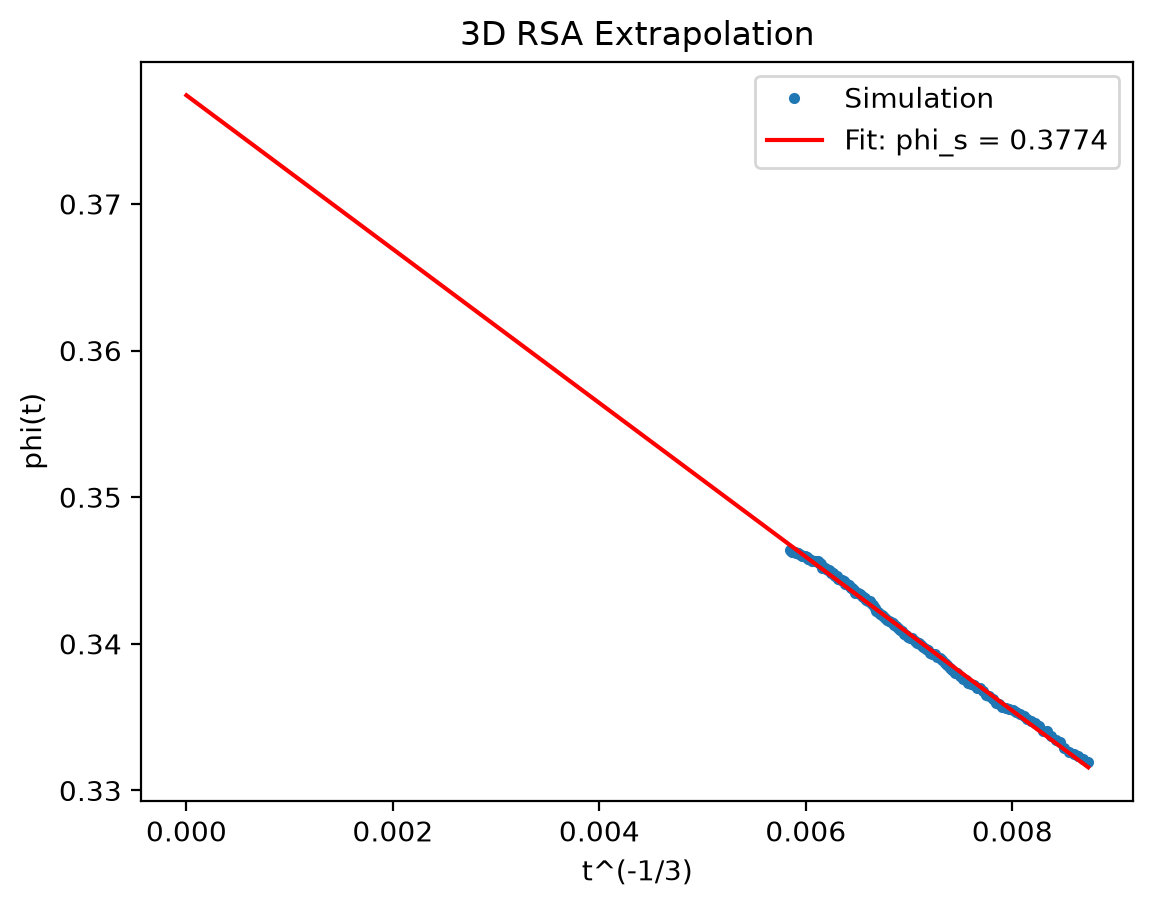 3D RSA Extrapolation
Simulation
Fit: phi_s = 0.3774
0.37
0.36
0.35
0.34
0.33
phi(t)
0.000 0.002 0.004 0.006 0.008
t^(-1/3)